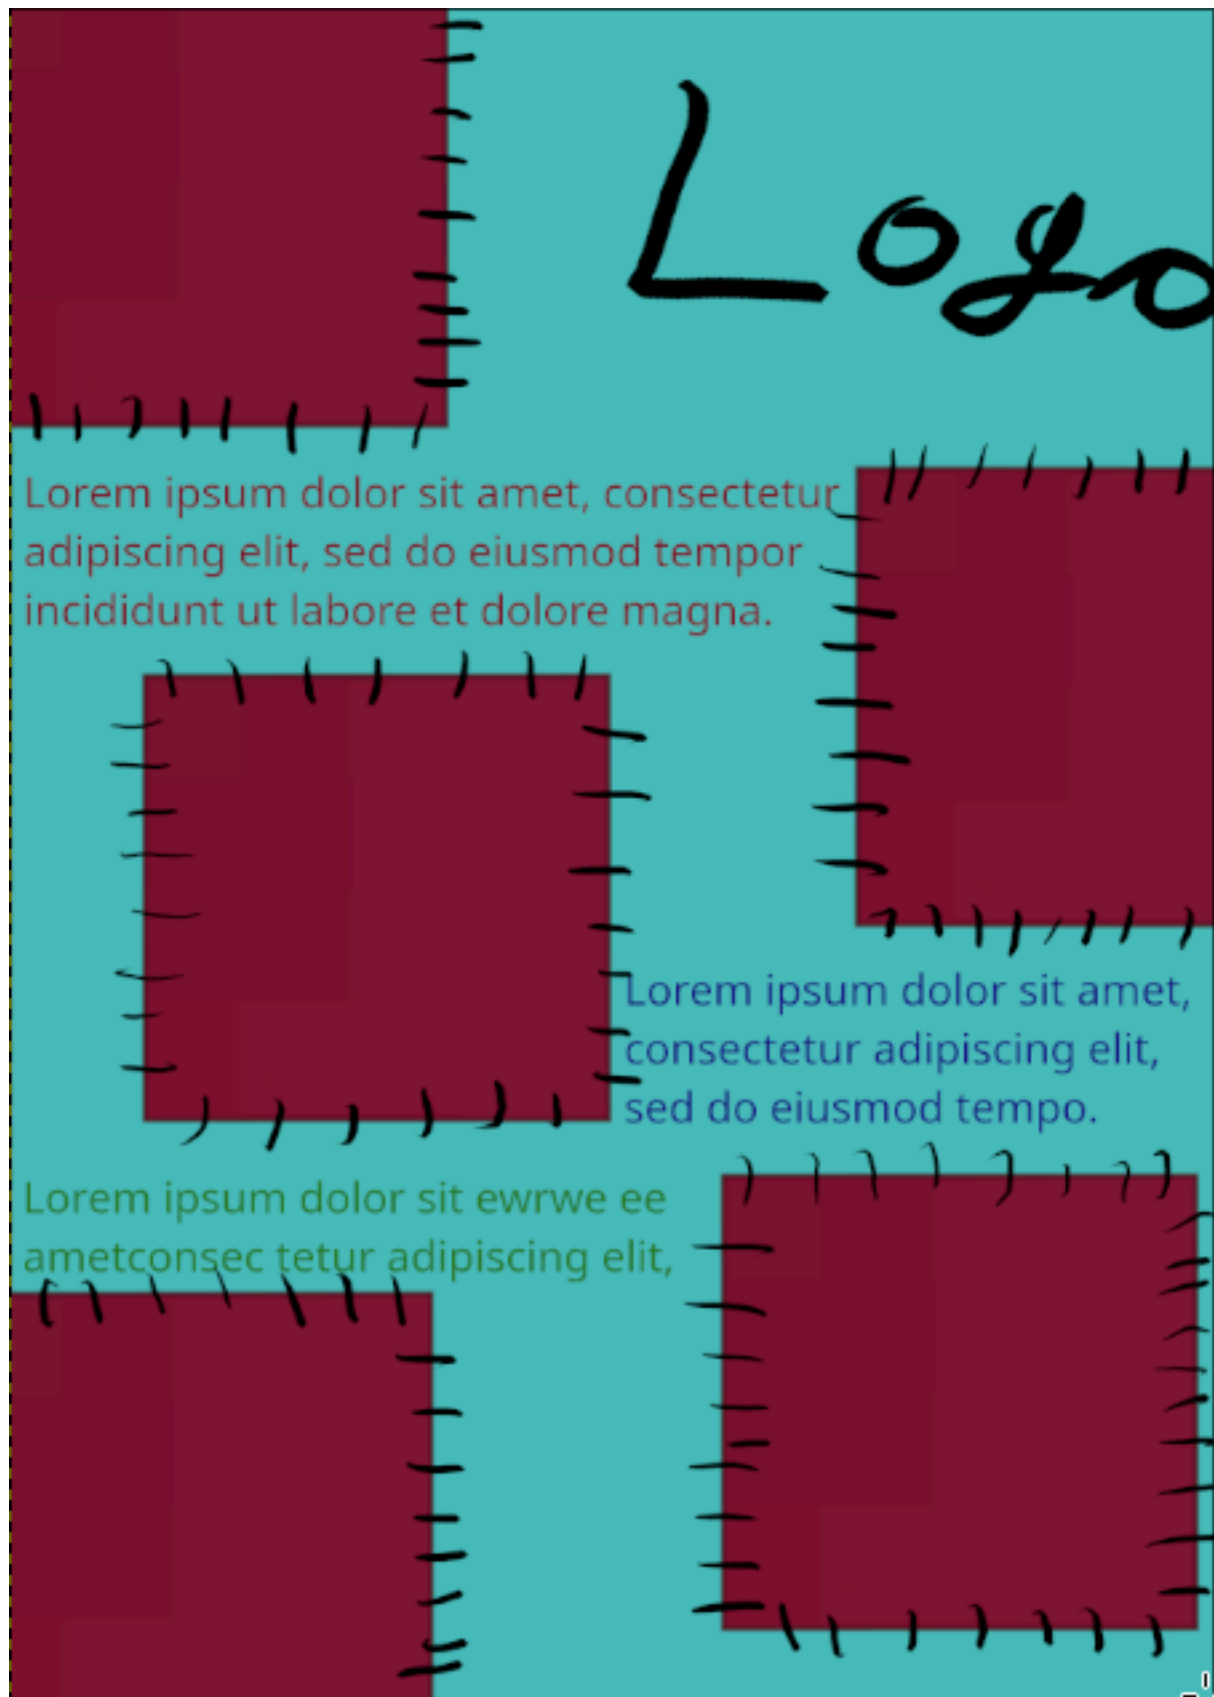 Logo
Lorem ipsum dolor sit amet, consectetur
adipiscing elit, sed do eiusmod tempor
incididunt ut labore et dolore magna.
Lorem ipsum dolor sit amet,
consectetur adipiscing elit,
sed do eiusmod tempo.
Lorem ipsum dolor sit ewrwe ee
ametconsec tetur adipiscing elit,